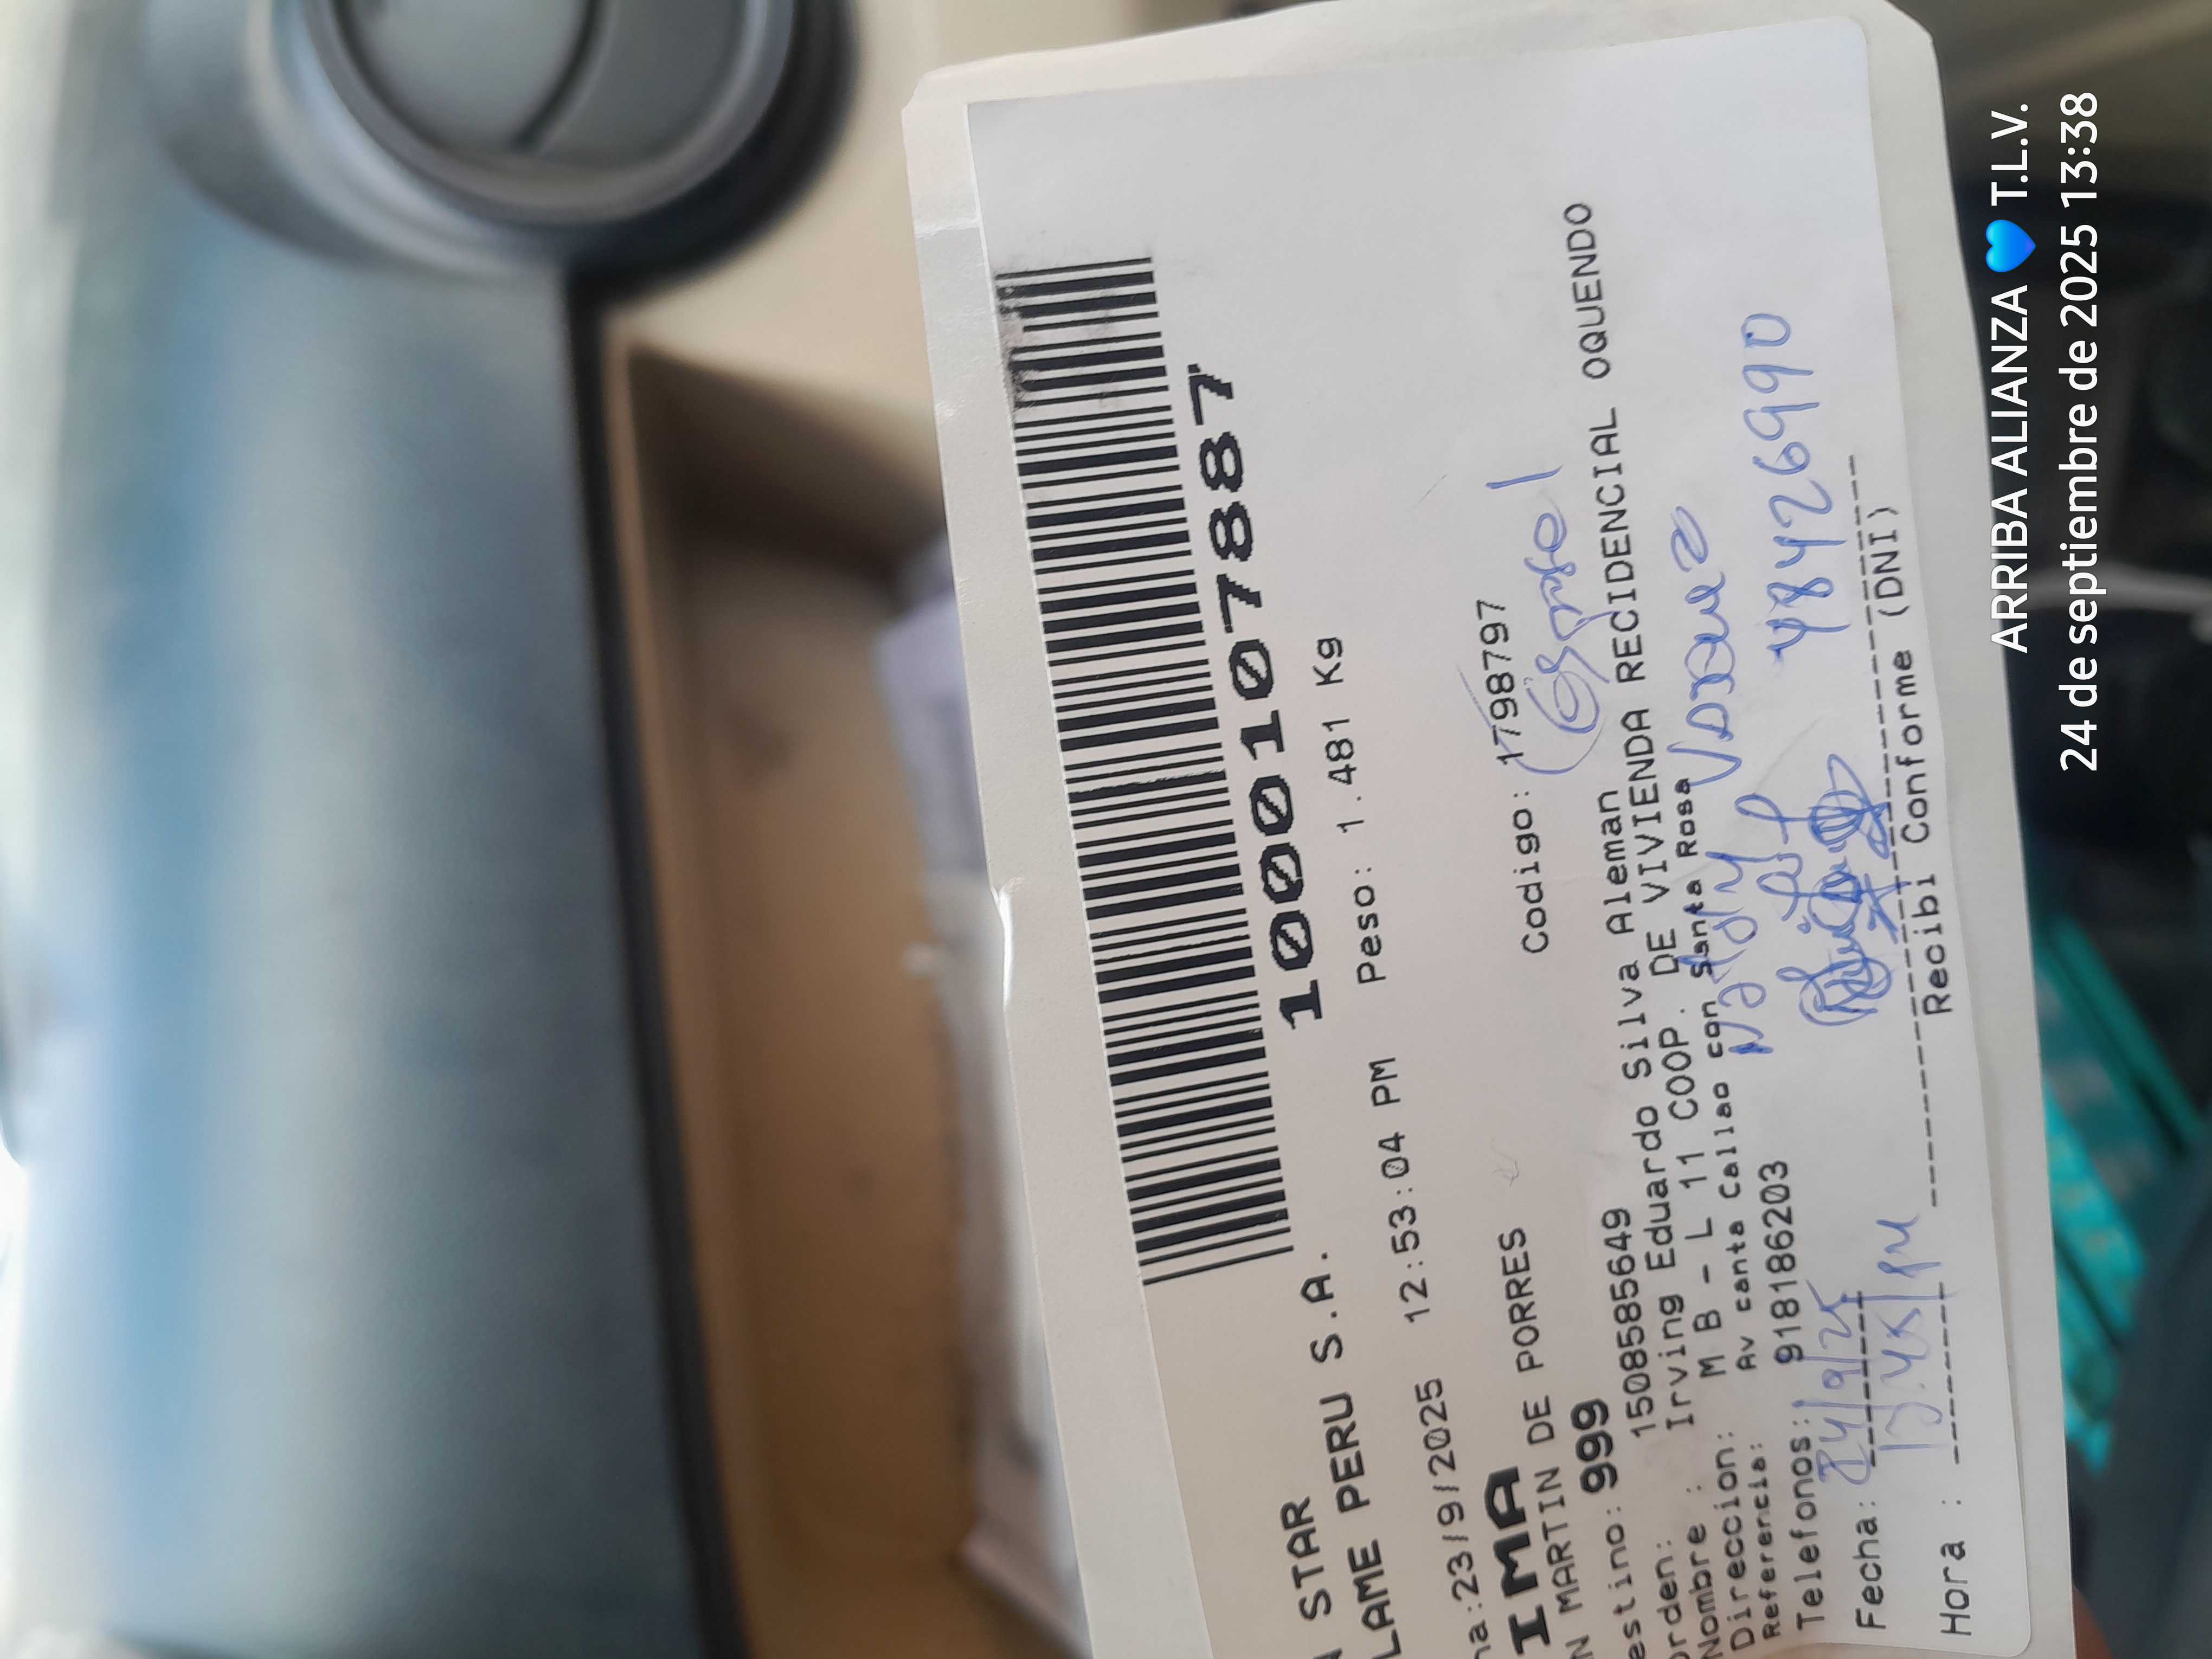 STAR
LAME PERU S.A.
1000107887
ha:23/9/2025 12:53:04 PM Peso: 1.481 Kg
IMA
N MARTIN DE PORRES Codigo: 1798797
estino: 999
rden: 1508585649
Nombre : Irving Eduardo Silva Aleman
Direccion: M B - L 11 COOP. DE VIVIENDA RECIDENCIAL OQUENDO
Referencia: Av canta Callao con Santa Rosa
Telefonos: 918186203
48426990
Fecha: 24/9/25
Hora :
Recibi Conforme (DNI)
ARRIBA ALIANZA 💙 T.L.V.
24 de septiembre de 2025 13:38